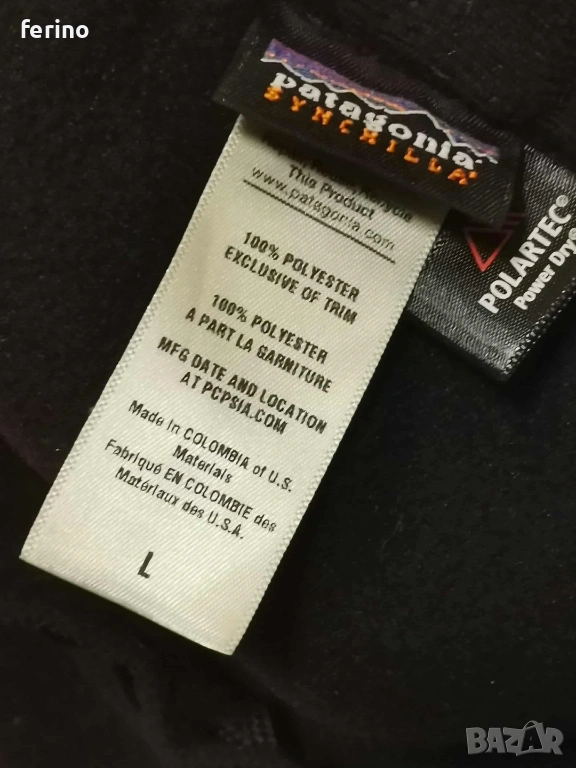 ferino
patagonia
SYNCHILLA
Recycle
This Product
www.patagonia.com
100% POLYESTER
EXCLUSIVE OF TRIM
100% POLYESTER
A PART LA GARNITURE
MFG DATE AND LOCATION
AT PCPSIA.COM
Made in COLOMBIA of U.S.
Materials
Fabriqué EN COLOMBIE des
Matériaux des U.S.A.
L
POLARTEC®
Power Dry®
BAZAR